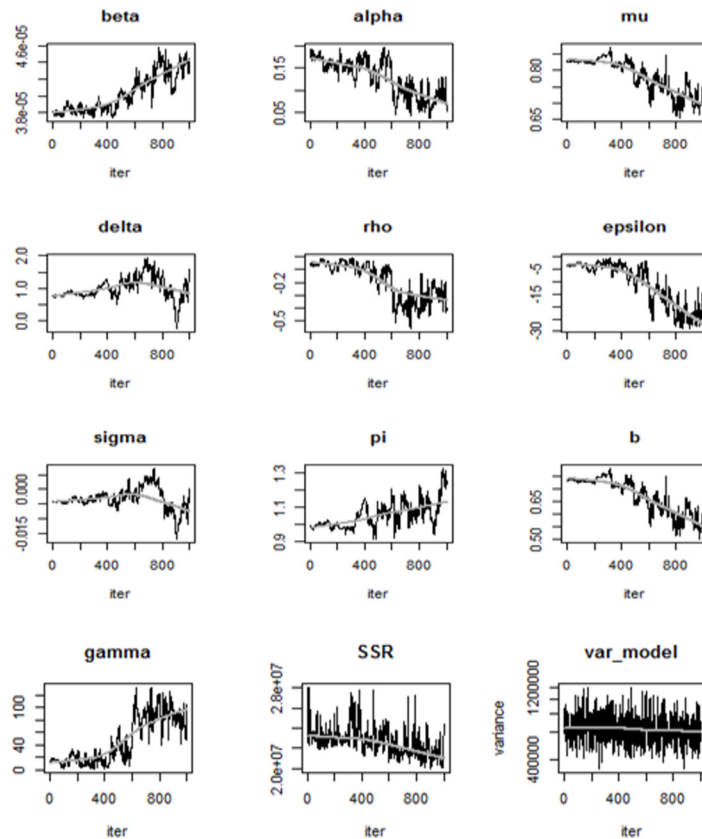 beta alpha mu
3.8e-05 4.6e-05 0.05 0.15 0.65 0.80
0 400 800 0 400 800 0 400 800
iter iter iter
delta rho epsilon
0.0 1.0 2.0 -0.5 -0.2 -30 -15 -5
0 400 800 0 400 800 0 400 800
iter iter iter
sigma pi b
-0.015 0.000 0.9 1.1 1.3 0.50 0.65
0 400 800 0 400 800 0 400 800
iter iter iter
gamma SSR var_model
0 40 100 2.0e+07 2.8e+07 variance 400000 1200000
0 400 800 0 400 800 0 400 800
iter iter iter